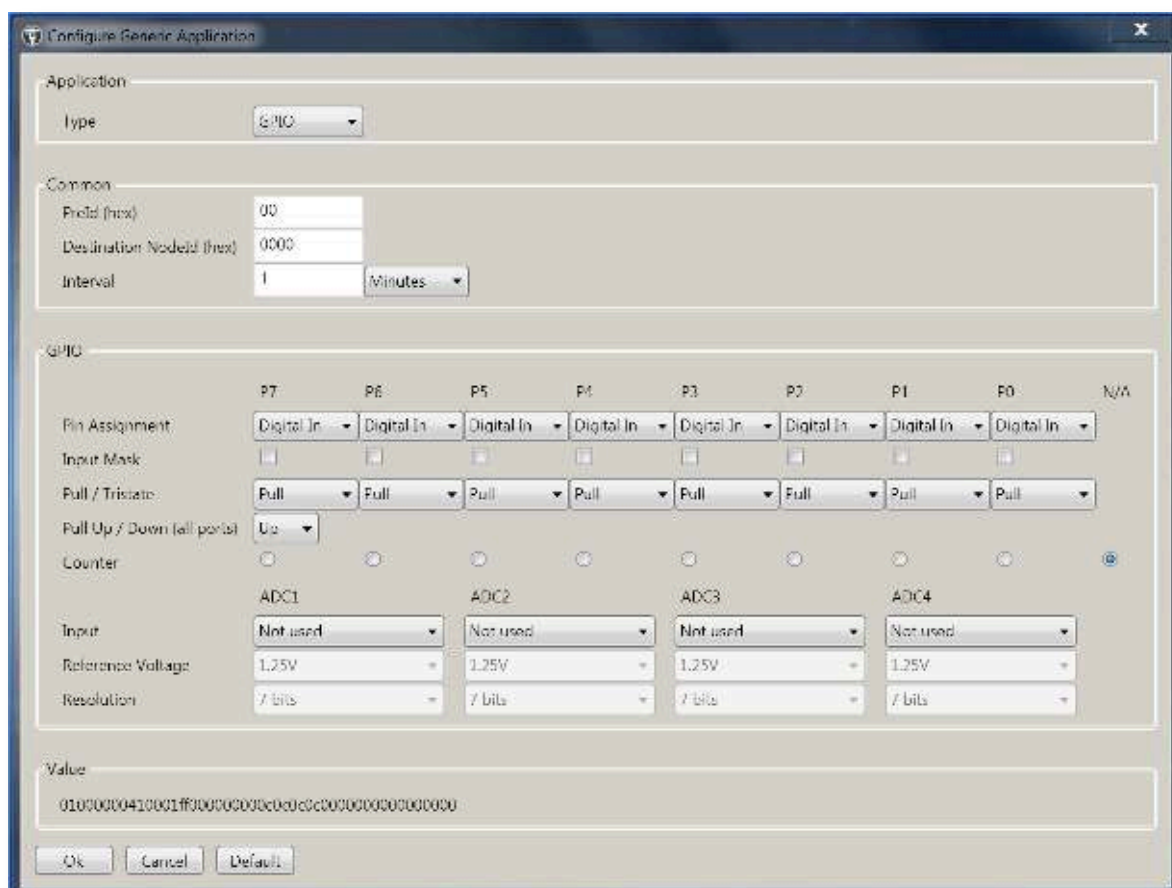 Configure Generic Application
Application
Type GPIO
Common
PreId (hex) 00
Destination NodeId (hex) 0000
Interval 1 Minutes
GPIO
P7 P6 P5 P4 P3 P2 P1 P0 N/A
Pin Assignment Digital In Digital In Digital In Digital In Digital In Digital In Digital In Digital In
Input Mask
Pull / Tristate Pull Pull Pull Pull Pull Pull Pull Pull
Pull Up / Down (all ports) Up
Counter
ADC1 ADC2 ADC3 ADC4
Input Not used Not used Not used Not used
Reference Voltage 1.25V 1.25V 1.25V 1.25V
Resolution 7 bits 7 bits 7 bits 7 bits
Value
Ok Cancel Default